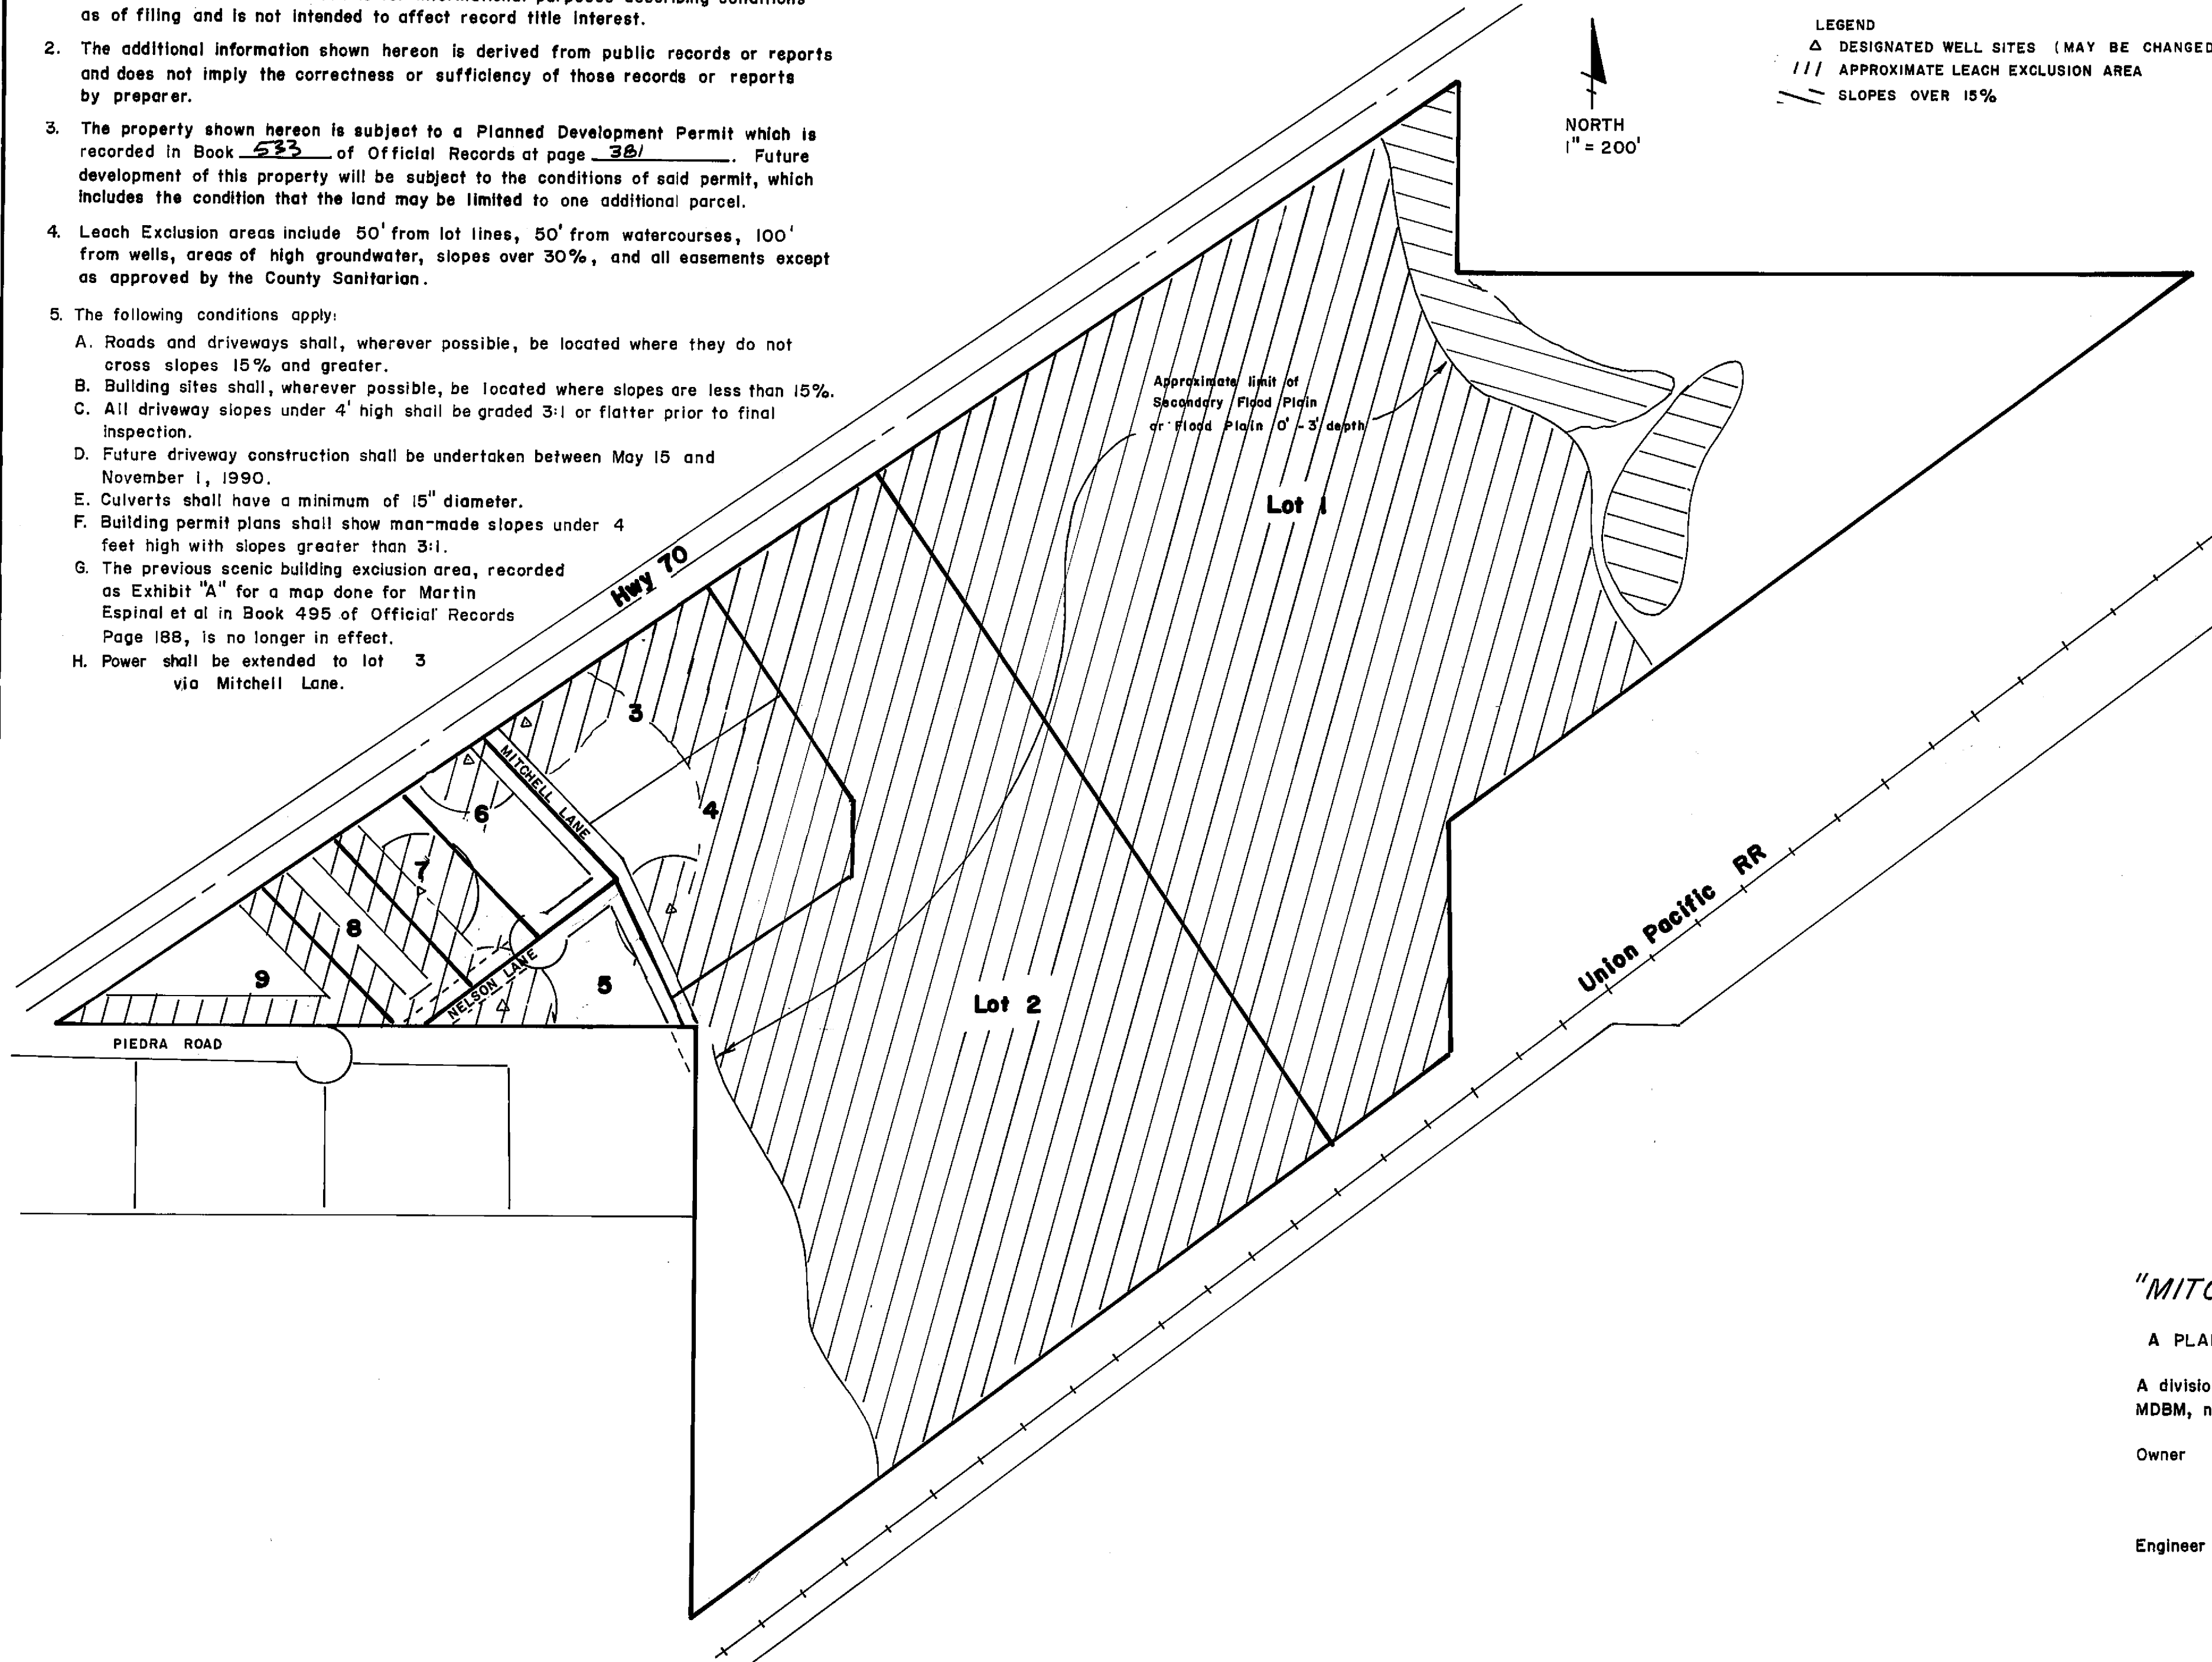 as of filing and is not intended to affect record title interest.
2. The additional information shown hereon is derived from public records or reports
and does not imply the correctness or sufficiency of those records or reports
by preparer.
3. The property shown hereon is subject to a Planned Development Permit which is
recorded in Book 533 of Official Records at page 381. Future
development of this property will be subject to the conditions of said permit, which
includes the condition that the land may be limited to one additional parcel.
4. Leach Exclusion areas include 50' from lot lines, 50' from watercourses, 100'
from wells, areas of high groundwater, slopes over 30%, and all easements except
as approved by the County Sanitarian.
5. The following conditions apply:
A. Roads and driveways shall, wherever possible, be located where they do not
cross slopes 15% and greater.
B. Building sites shall, wherever possible, be located where slopes are less than 15%.
C. All driveway slopes under 4' high shall be graded 3:1 or flatter prior to final
inspection.
D. Future driveway construction shall be undertaken between May 15 and
November 1, 1990.
E. Culverts shall have a minimum of 15" diameter.
F. Building permit plans shall show man-made slopes under 4
feet high with slopes greater than 3:1.
G. The previous scenic building exclusion area, recorded
as Exhibit "A" for a map done for Martin
Espinal et al in Book 495 of Official Records
Page 188, is no longer in effect.
H. Power shall be extended to lot 3
via Mitchell Lane.
NORTH
1" = 200'
LEGEND
△ DESIGNATED WELL SITES (MAY BE CHANGED
/ / / APPROXIMATE LEACH EXCLUSION AREA
SLOPES OVER 15%
Approximate limit of
Secondary Flood Plain
or Flood Plain 0' - 3' depth
Lot 1
Hwy 70
3
MITCHELL LANE
4
6
7
8
9
NELSON LANE
5
Lot 2
Union Pacific RR
PIEDRA ROAD
"MITC
A PLA
A divisio
MDBM, n
Owner
Engineer